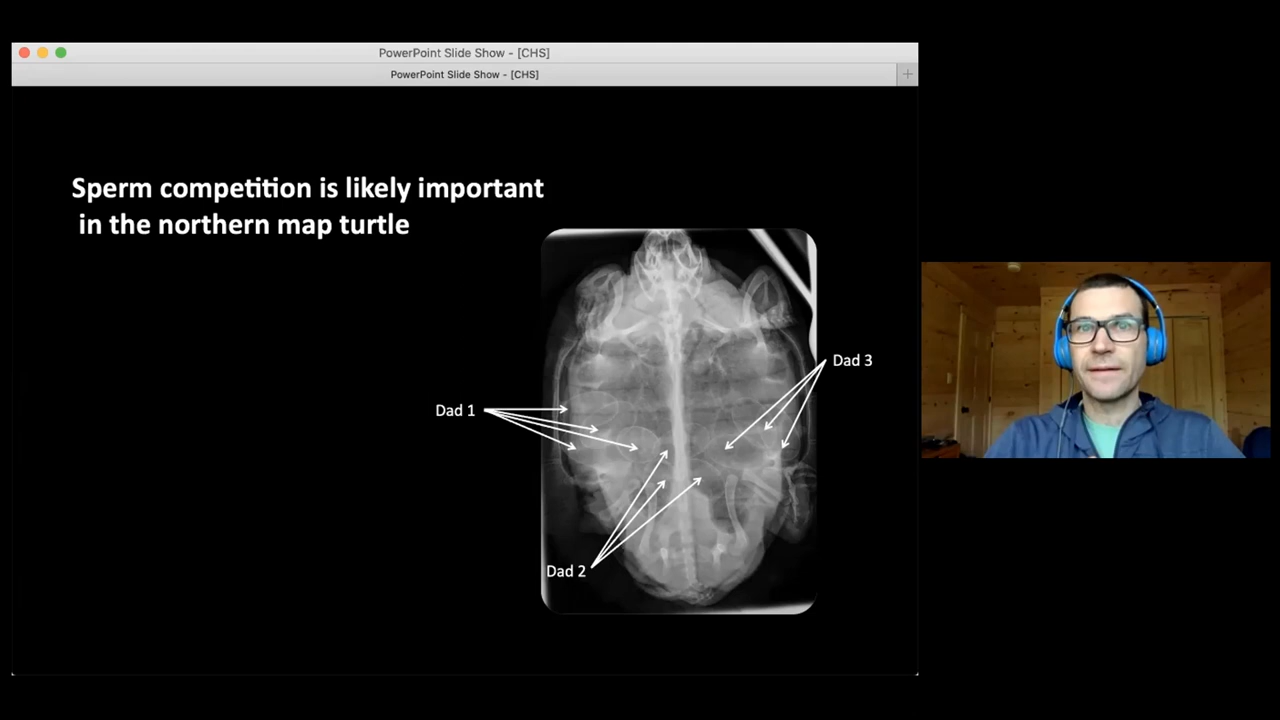 PowerPoint Slide Show - [CHS]
PowerPoint Slide Show - [CHS]
Sperm competition is likely important
in the northern map turtle
Dad 3
Dad 1
Dad 2